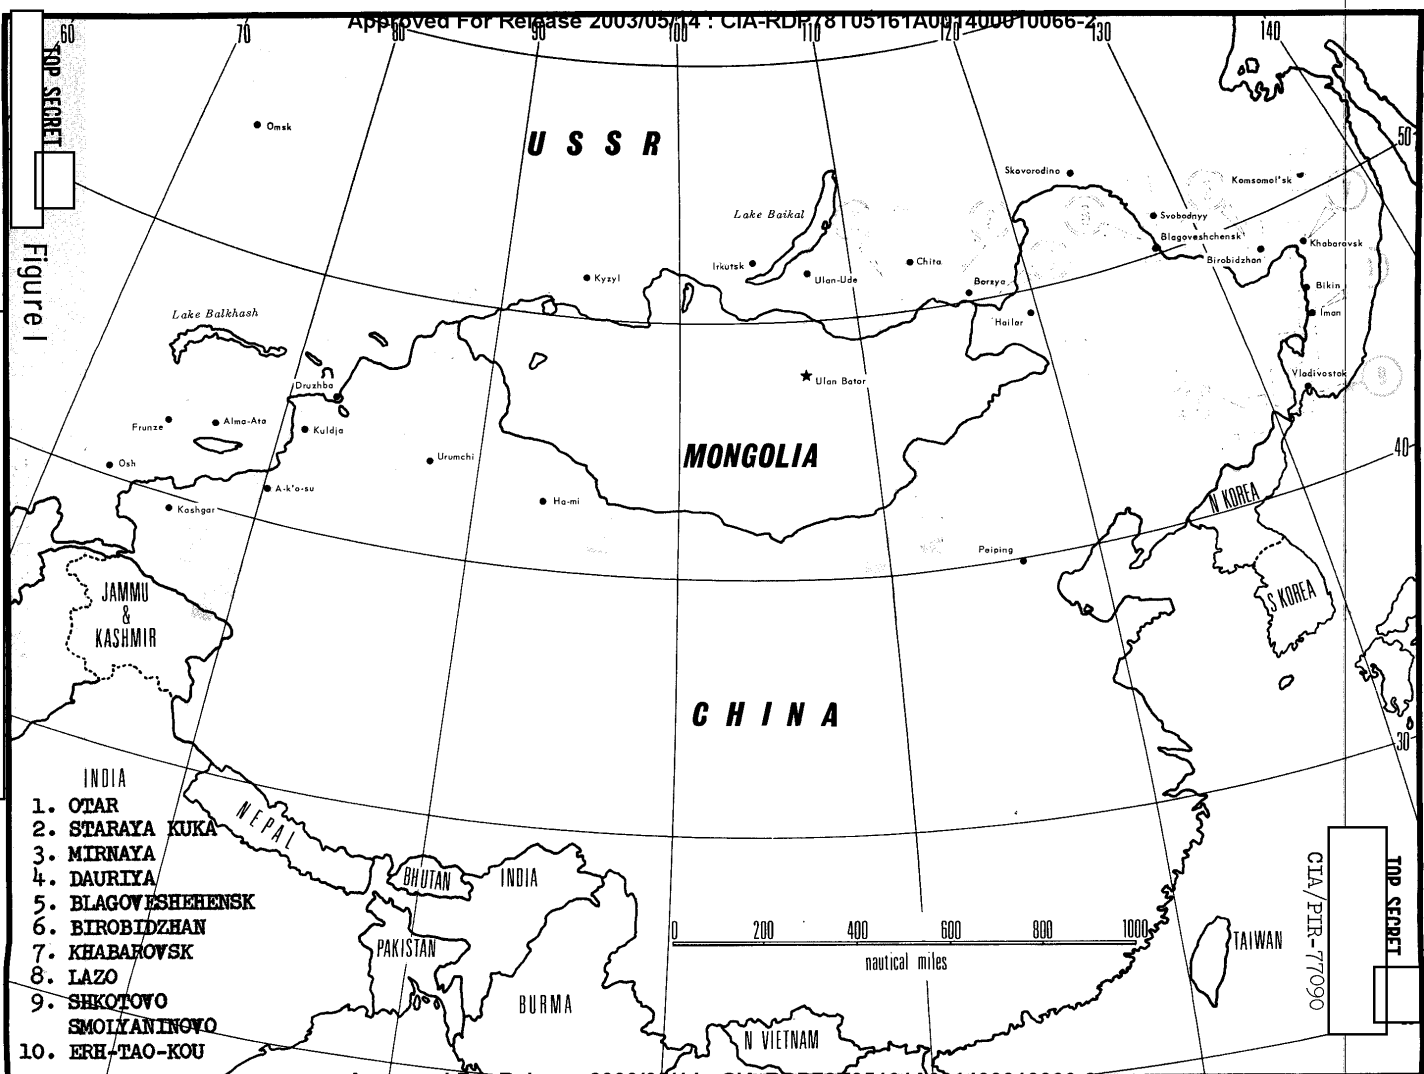 Approved For Release 2003/05/14 : CIA-RDP78T05161A001400010066-2
60
70
80
90
100
110
120
130
140
TOP SECRET
Figure I
Omsk
USSR
50
Skovorodino
Komsomol'sk
Lake Baikal
Svobodnyy
Blagoveshchensk
Khabarovsk
Birobidzhan
Irkutsk
Chita
Kyzyl
Ulan-Ude
Borzya
Bikin
Iman
Lake Balkhash
Hailar
Druzhba
Ulan Bator
Vladivostok
9
Frunze
Alma-Ata
Kuldja
40
Osh
Urumchi
MONGOLIA
A-k'o-su
Ha-mi
N KOREA
Kashgar
Peiping
JAMMU
&
KASHMIR
S KOREA
CHINA
30
INDIA
1. OTAR
2. STARAYA KUKA
3. MIRNAYA
4. DAURIYA
5. BLAGOVESHEHENSK
6. BIROBIDZHAN
7. KHABAROVSK
8. LAZO
9. SHKOTOVO
SMOLYANINOVO
10. ERH-TAO-KOU
NEPAL
BHUTAN
INDIA
PAKISTAN
BURMA
0 200 400 600 800 1000
nautical miles
TAIWAN
N VIETNAM
CIA/PIR-77090
TOP SECRET